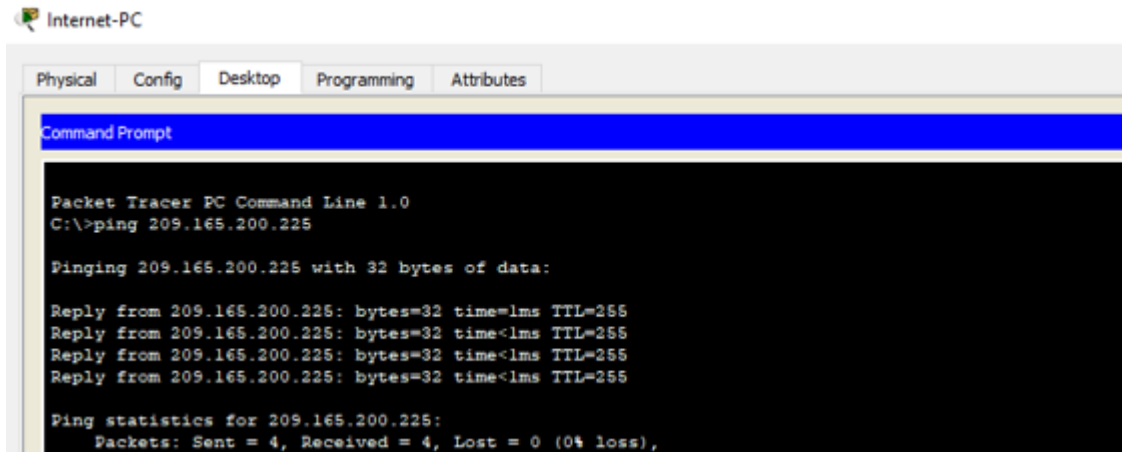 Internet-PC
Physical Config Desktop Programming Attributes
Command Prompt
Packet Tracer PC Command Line 1.0
C:\>ping 209.165.200.225
Pinging 209.165.200.225 with 32 bytes of data:
Reply from 209.165.200.225: bytes=32 time=1ms TTL=255
Reply from 209.165.200.225: bytes=32 time<1ms TTL=255
Reply from 209.165.200.225: bytes=32 time<1ms TTL=255
Reply from 209.165.200.225: bytes=32 time<1ms TTL=255
Ping statistics for 209.165.200.225:
Packets: Sent = 4, Received = 4, Lost = 0 (0% loss),